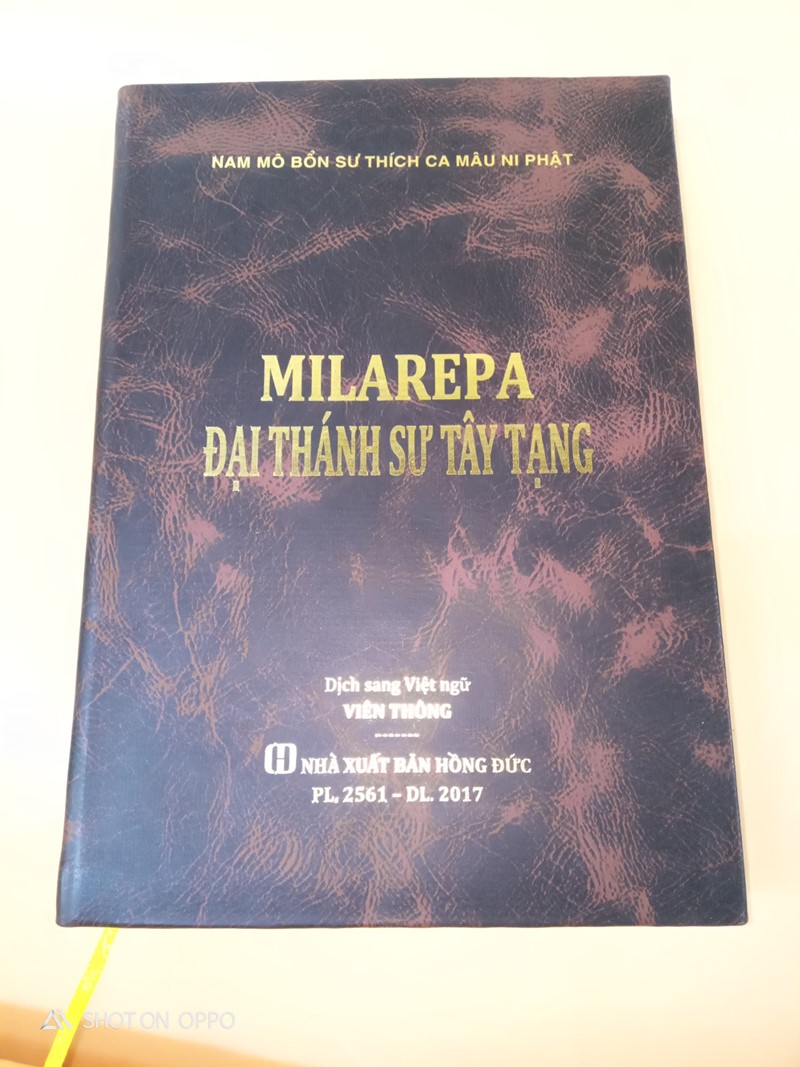 NAM MÔ BỔN SƯ THÍCH CA MÂU NI PHẬT
MILAREPA
ĐẠI THÁNH SƯ TÂY TẠNG
Dịch sang Việt ngữ
VIÊN THÔNG
-------
NHÀ XUẤT BẢN HỒNG ĐỨC
PL. 2561 – DL. 2017
SHOT ON OPPO